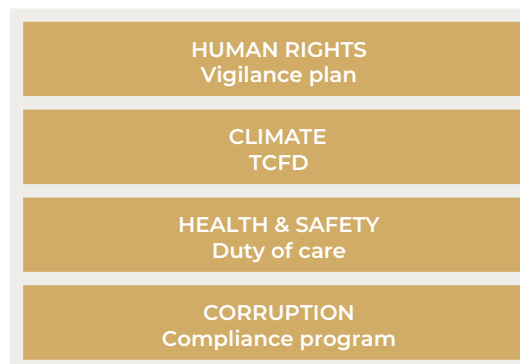 HUMAN RIGHTS
Vigilance plan
CLIMATE
TCFD
HEALTH & SAFETY
Duty of care
CORRUPTION
Compliance program